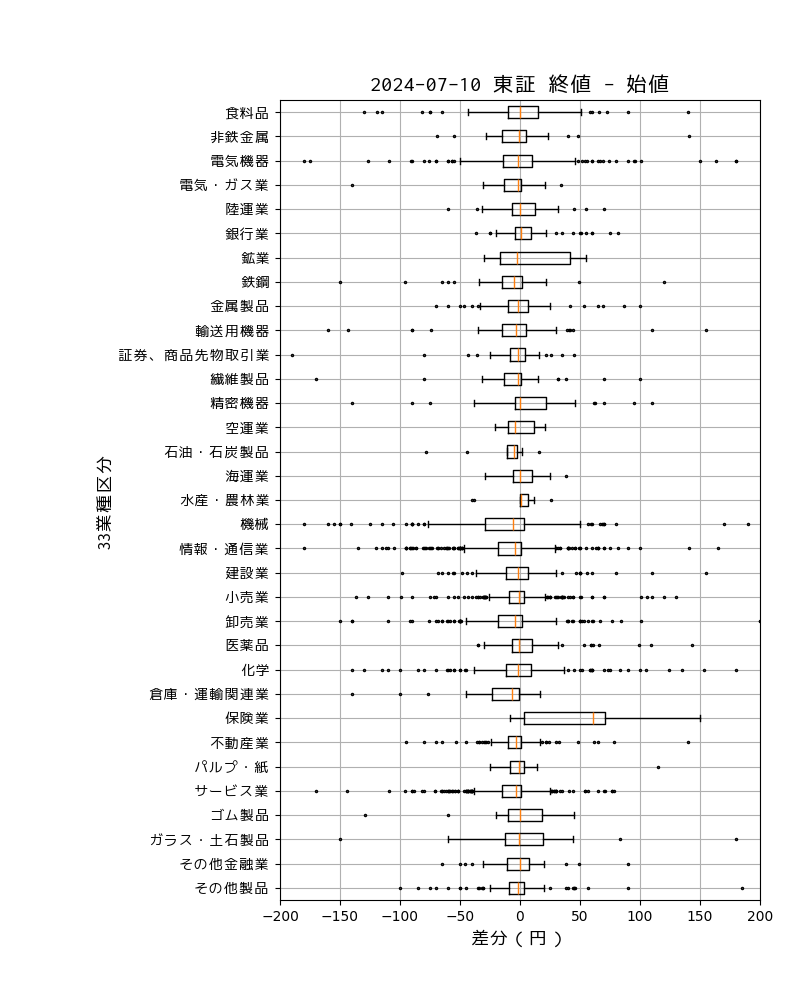 2024-07-10 東証 終値 - 始値
食料品
非鉄金属
電気機器
電気・ガス業
陸運業
銀行業
鉱業
鉄鋼
金属製品
輸送用機器
証券、商品先物取引業
繊維製品
精密機器
空運業
石油・石炭製品
海運業
水産・農林業
機械
情報・通信業
建設業
小売業
卸売業
医薬品
化学
倉庫・運輸関連業
保険業
不動産業
パルプ・紙
サービス業
ゴム製品
ガラス・土石製品
その他金融業
その他製品
33業種区分
−200 −150 −100 −50 0 50 100 150 200
差分(円)